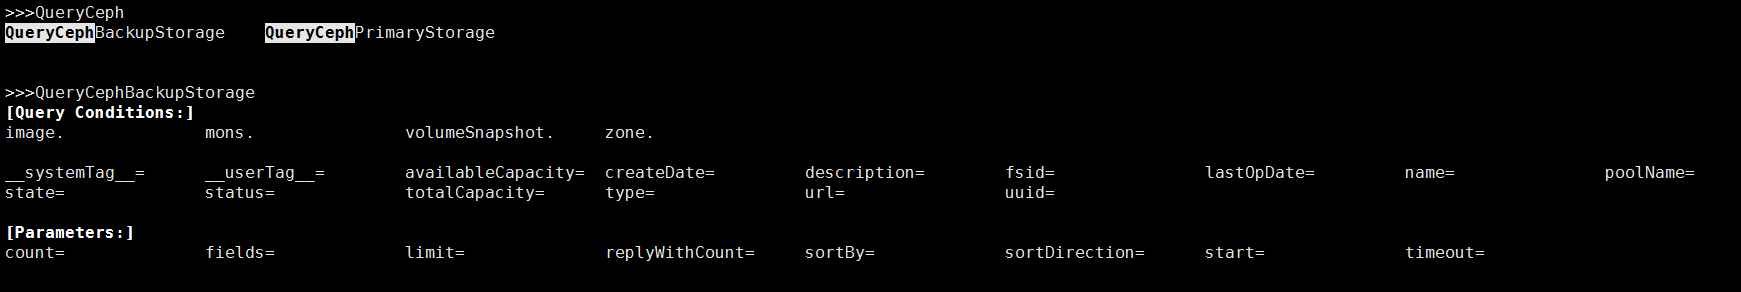 >>>QueryCeph
QueryCephBackupStorage    QueryCephPrimaryStorage
>>>QueryCephBackupStorage
[Query Conditions:]
image.              mons.               volumeSnapshot.     zone.
__systemTag__=      __userTag__=        availableCapacity=  createDate=         description=        fsid=               lastOpDate=         name=               poolName=
state=              status=             totalCapacity=      type=               url=                uuid=
[Parameters:]
count=              fields=             limit=              replyWithCount=     sortBy=             sortDirection=      start=              timeout=